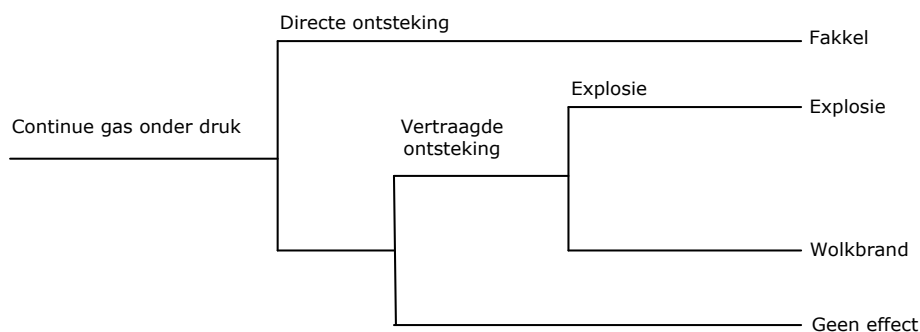 Directe ontsteking
Fakkel
Explosie
Explosie
Continue gas onder druk
Vertraagde
ontsteking
Wolkbrand
Geen effect